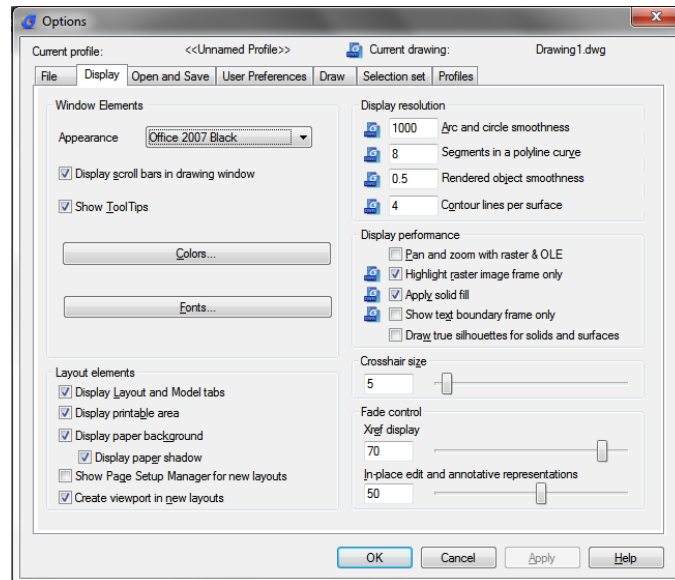 Options
Current profile: <<Unnamed Profile>> Current drawing: Drawing1.dwg
File Display Open and Save User Preferences Draw Selection set Profiles
Window Elements
Appearance Office 2007 Black
Display scroll bars in drawing window
Show ToolTips
Colors...
Fonts...
Layout elements
Display Layout and Model tabs
Display printable area
Display paper background
Display paper shadow
Show Page Setup Manager for new layouts
Create viewport in new layouts
Display resolution
1000 Arc and circle smoothness
8 Segments in a polyline curve
0.5 Rendered object smoothness
4 Contour lines per surface
Display performance
Pan and zoom with raster & OLE
Highlight raster image frame only
Apply solid fill
Show text boundary frame only
Draw true silhouettes for solids and surfaces
Crosshair size
5
Fade control
Xref display
70
In-place edit and annotative representations
50
OK Cancel Apply Help